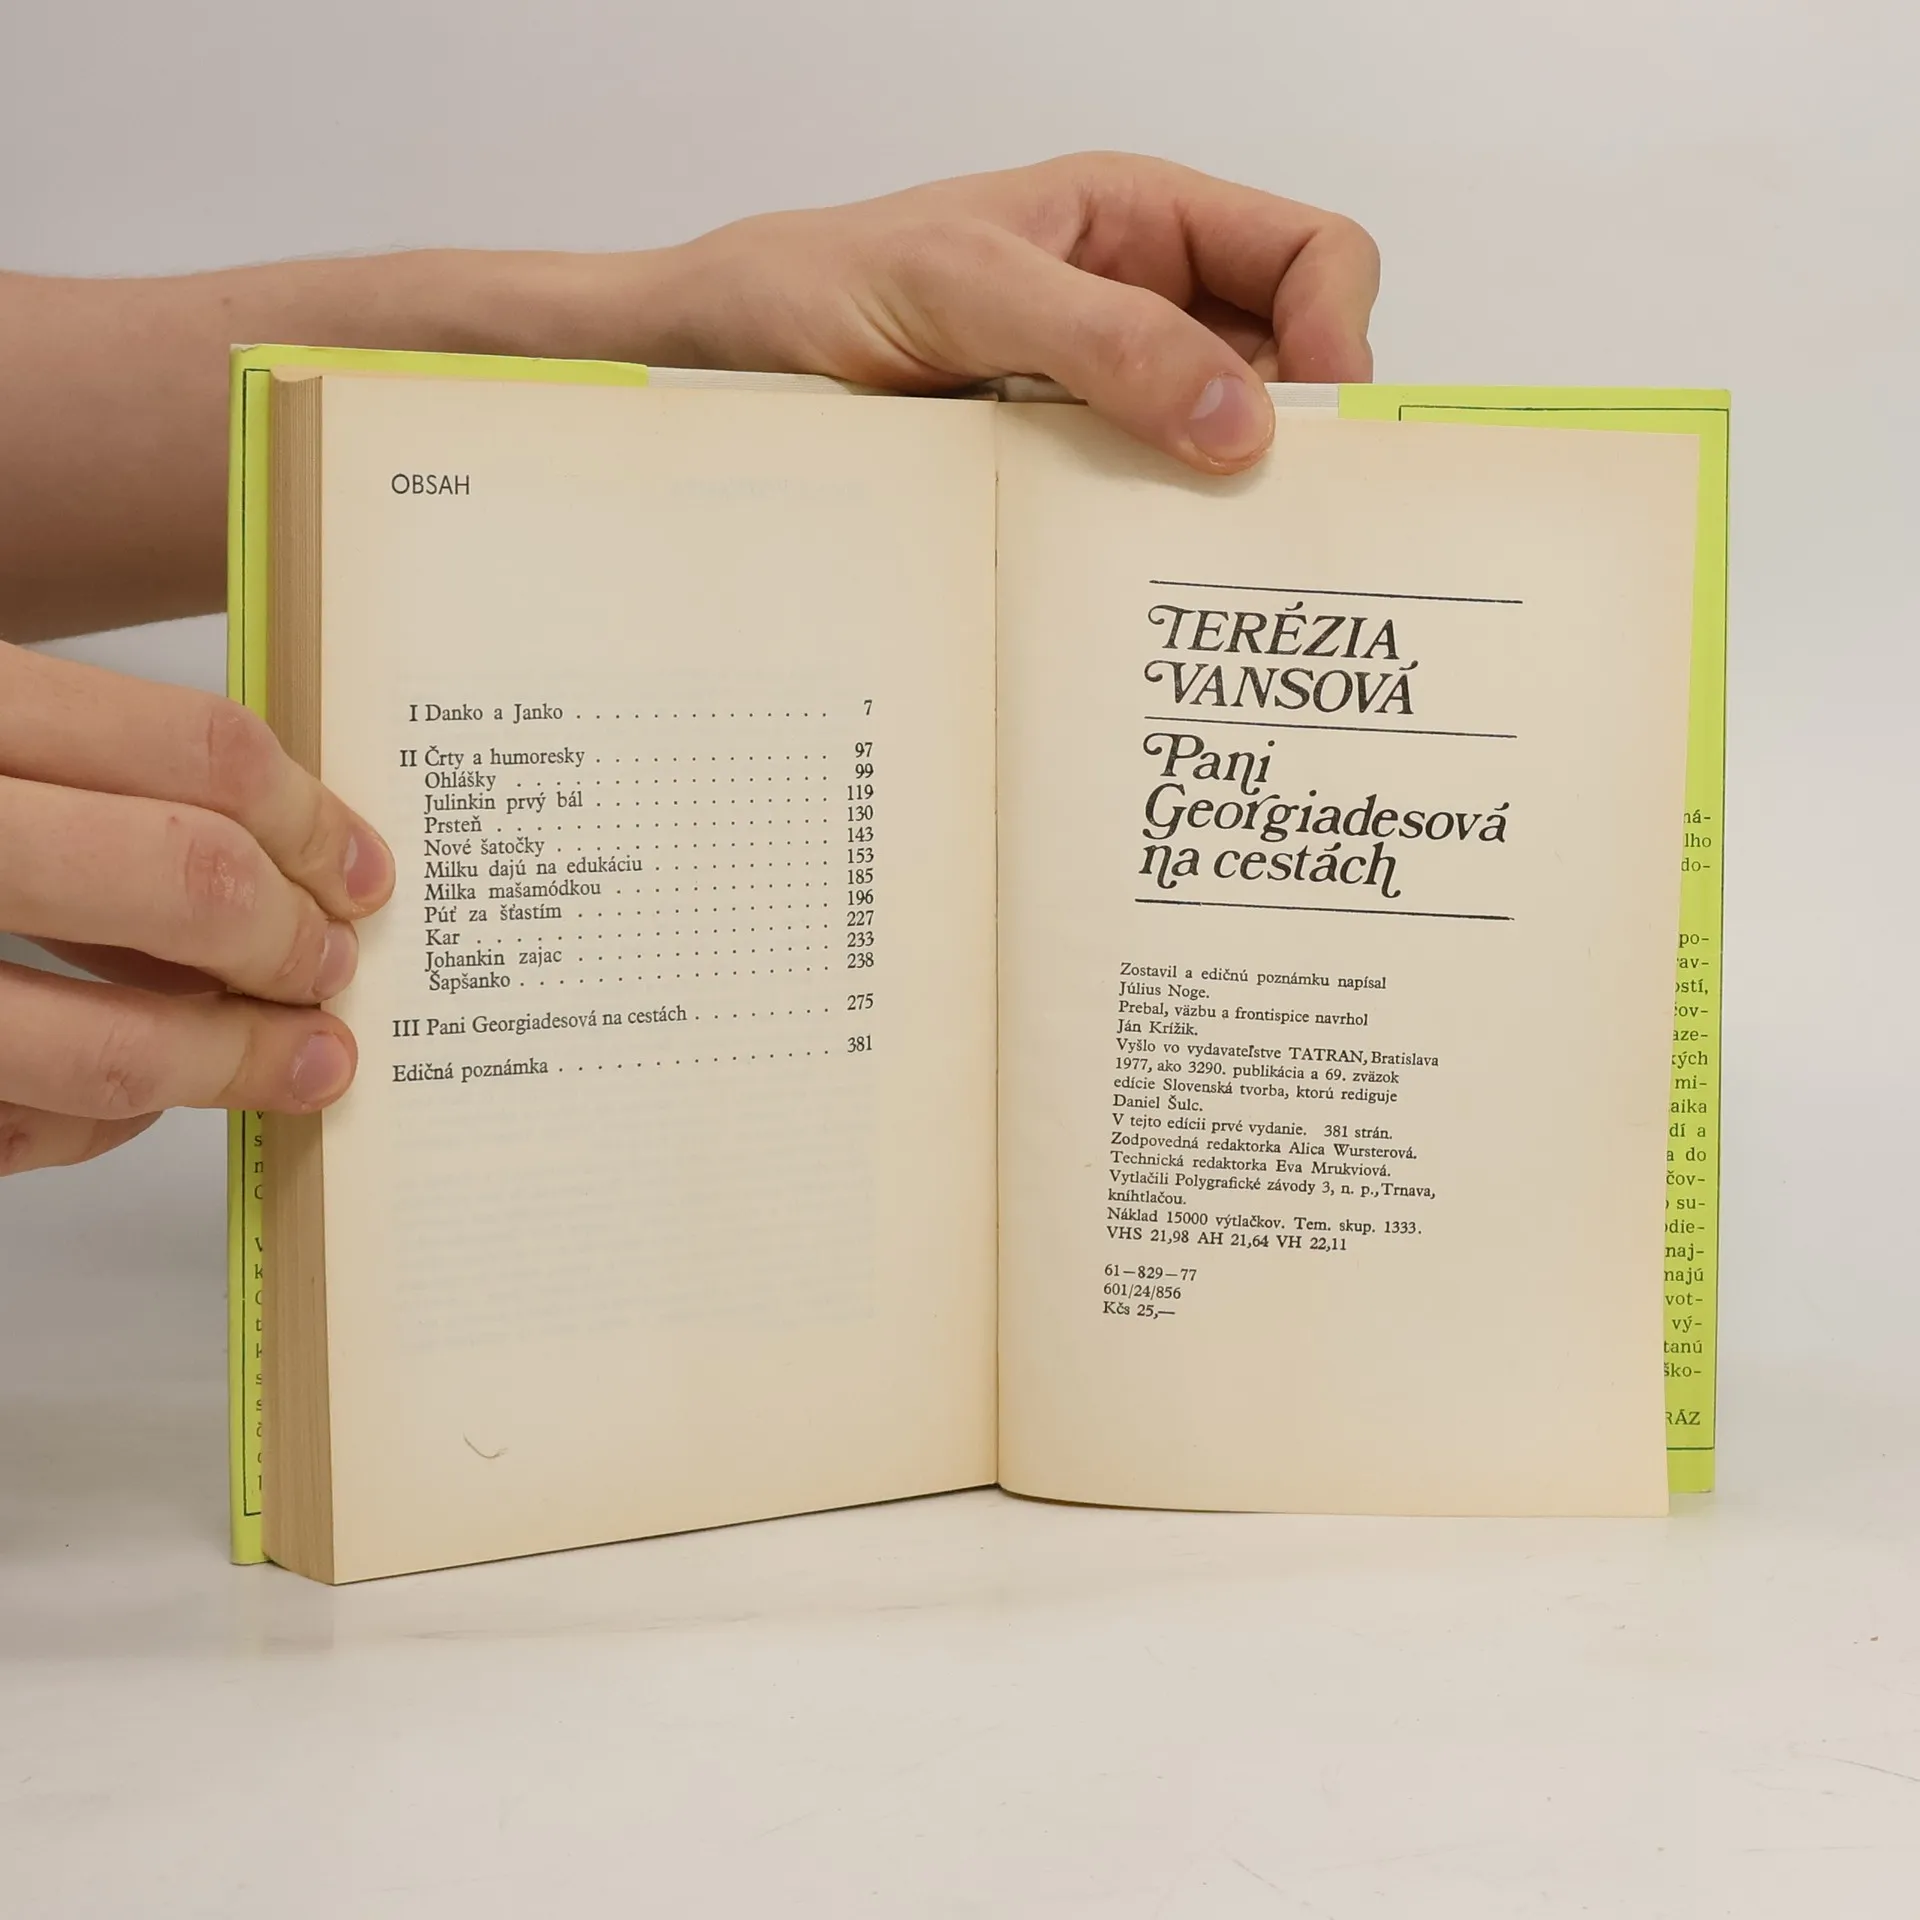 OBSAH
I Danko a Janko . . . . . . . . . . . . . . 7
II Črty a humoresky . . . . . . . . . . . . . 97
Ohlášky . . . . . . . . . . . . . . . . . 99
Julinkin prvý bál . . . . . . . . . . . . . 119
Prsteň . . . . . . . . . . . . . . . . . . 130
Nové šatočky . . . . . . . . . . . . . . . 143
Milku dajú na edukáciu . . . . . . . . . . 153
Milka mašamódkou . . . . . . . . . . . . 185
Púť za šťastím . . . . . . . . . . . . . . 196
Kar . . . . . . . . . . . . . . . . . . . 227
Johankin zajac . . . . . . . . . . . . . . 233
Šapšanko . . . . . . . . . . . . . . . . . 238
III Pani Georgiadesová na cestách . . . . . . . . 275
Edičná poznámka . . . . . . . . . . . . . . . 381
TERÉZIA
VANSOVÁ
Pani
Georgiadesová
na cestách
Zostavil a edičnú poznámku napísal
Július Noge.
Prebal, väzbu a frontispice navrhol
Ján Krížik.
Vyšlo vo vydavateľstve TATRAN, Bratislava
1977, ako 3290. publikácia a 69. zväzok
edície Slovenská tvorba, ktorú rediguje
Daniel Šulc.
V tejto edícii prvé vydanie. 381 strán.
Zodpovedná redaktorka Alica Wursterová.
Technická redaktorka Eva Mrukviová.
Vytlačili Polygrafické závody 3, n. p., Trnava,
kníhtlačou.
Náklad 15000 výtlačkov. Tem. skup. 1333.
VHS 21,98 AH 21,64 VH 22,11
61—829—77
601/24/856
Kčs 25,—